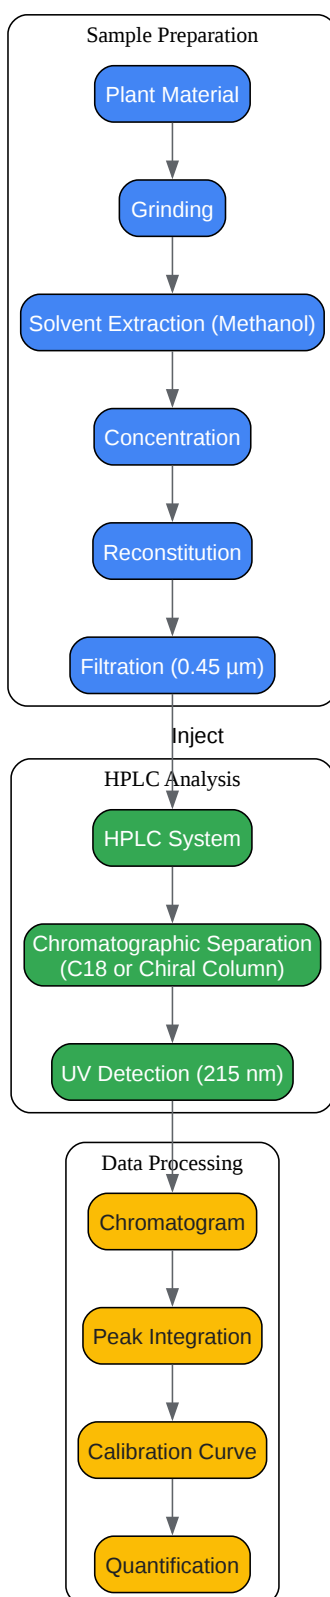 Sample Preparation
Plant Material
Grinding
Solvent Extraction (Methanol)
Concentration
Reconstitution
Filtration (0.45 µm)
Inject
HPLC Analysis
HPLC System
Chromatographic Separation
(C18 or Chiral Column)
UV Detection (215 nm)
Data Processing
Chromatogram
Peak Integration
Calibration Curve
Quantification